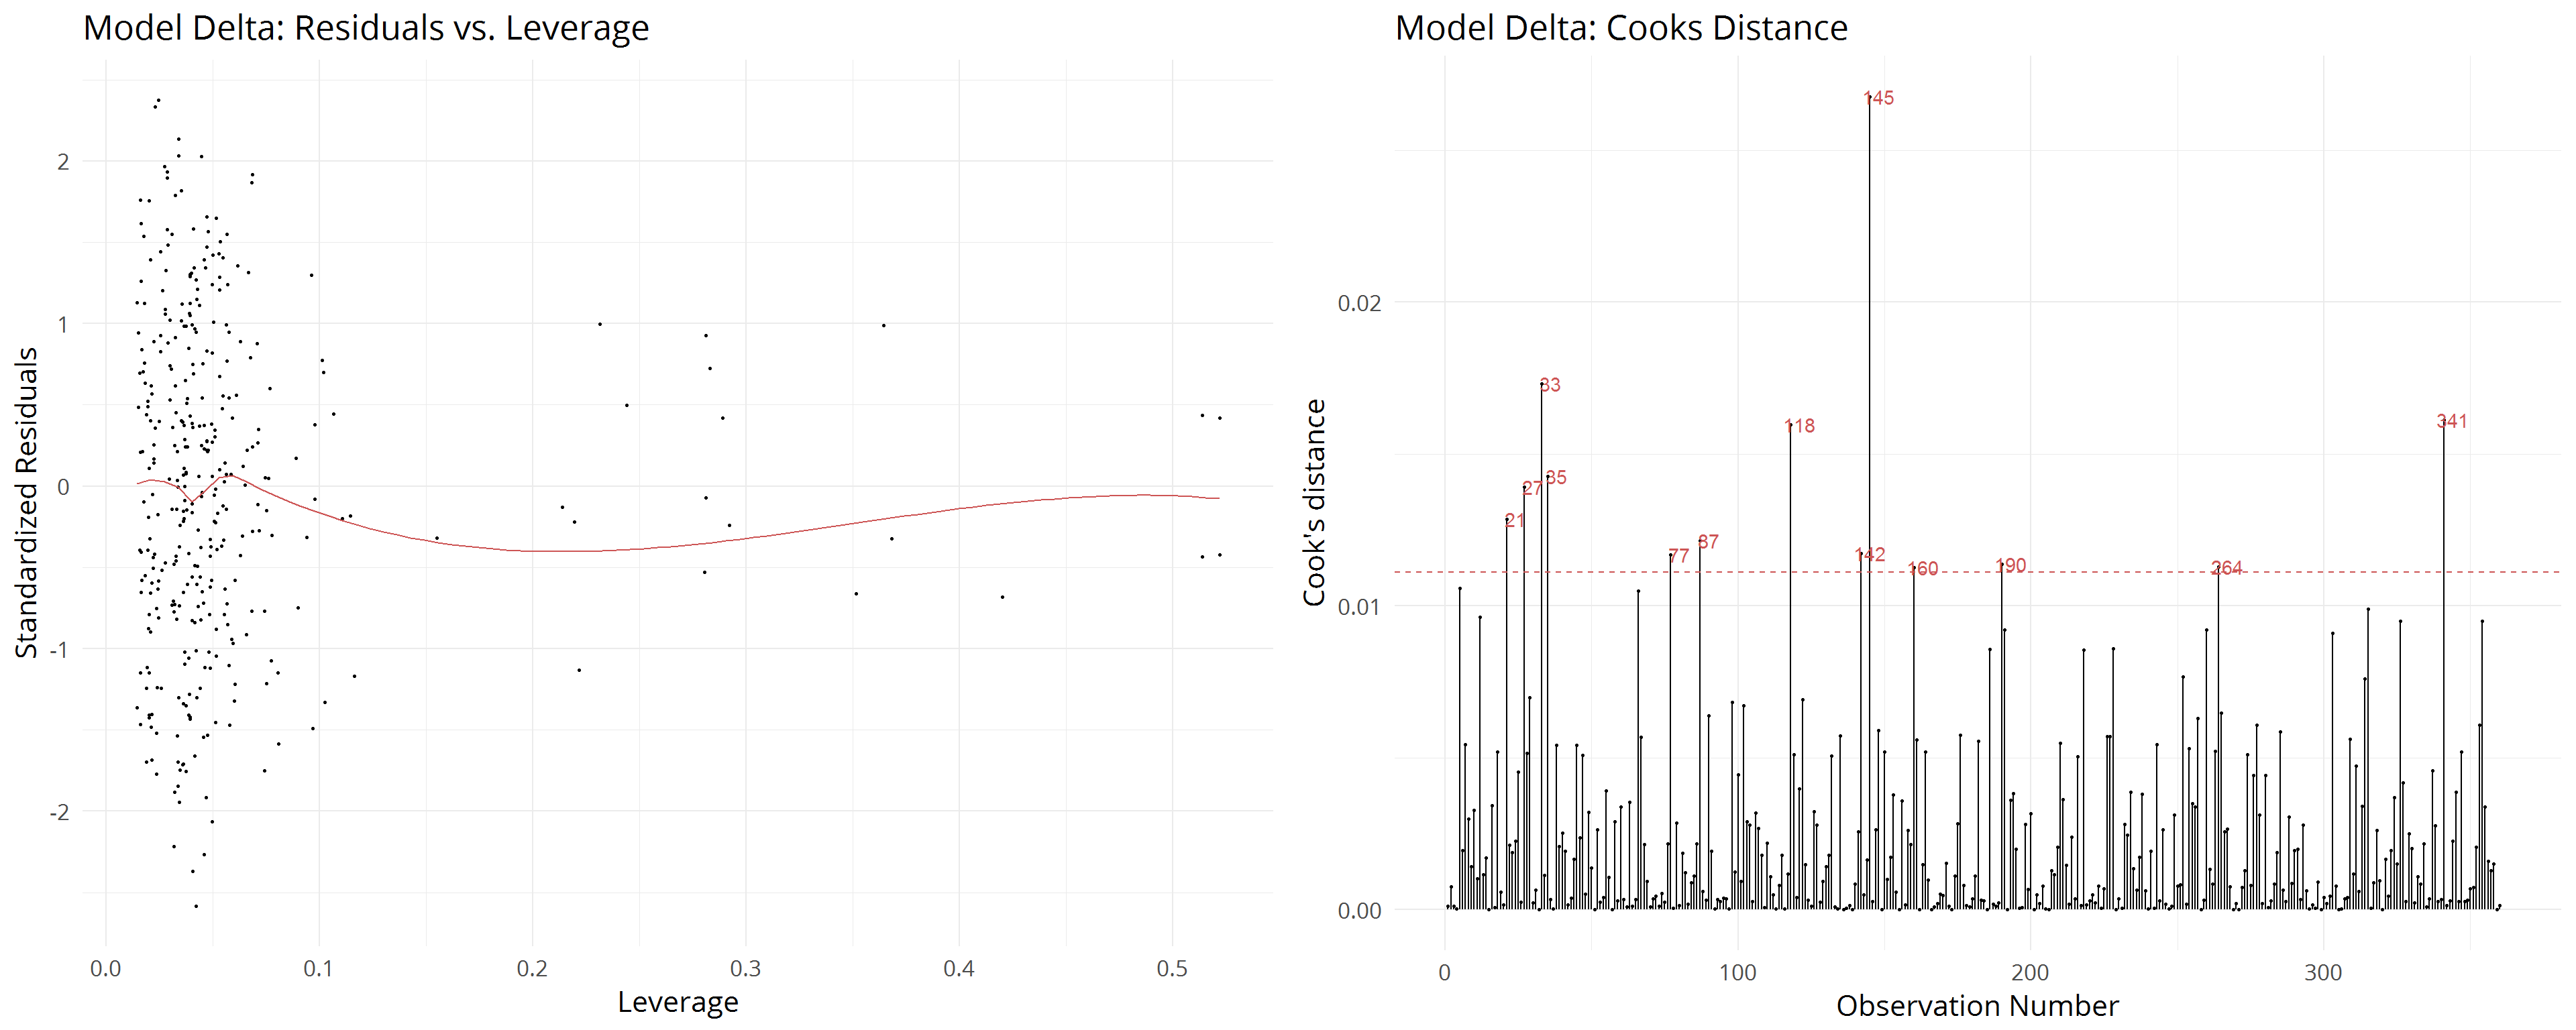 Model Delta: Residuals vs. Leverage
Standardized Residuals
2
1
0
-1
-2
0.0 0.1 0.2 0.3 0.4 0.5
Leverage
Model Delta: Cooks Distance
Cook's distance
0.02
0.01
0.00
145
33
118
341
35
27
21
87
77
142
160
190
264
0 100 200 300
Observation Number